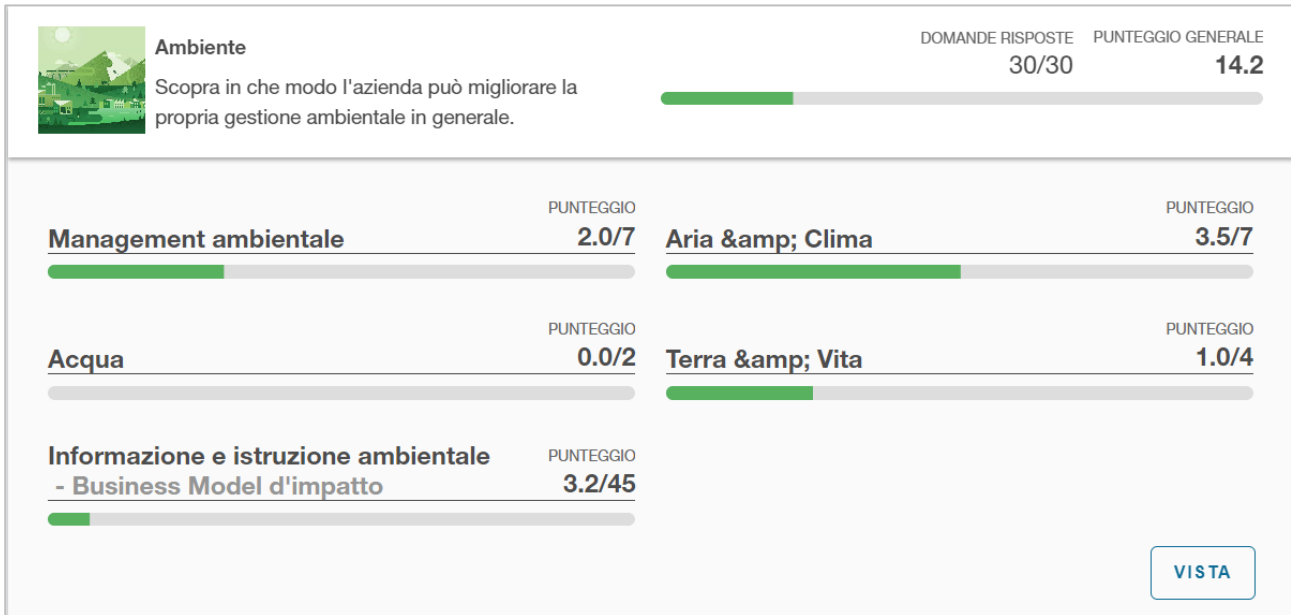 Ambiente
Scopra in che modo l'azienda può migliorare la
propria gestione ambientale in generale.
DOMANDE RISPOSTE PUNTEGGIO GENERALE
30/30 14.2
PUNTEGGIO
Management ambientale 2.0/7
PUNTEGGIO
Aria &amp; Clima 3.5/7
PUNTEGGIO
Acqua 0.0/2
PUNTEGGIO
Terra &amp; Vita 1.0/4
Informazione e istruzione ambientale PUNTEGGIO
- Business Model d'impatto 3.2/45
VISTA